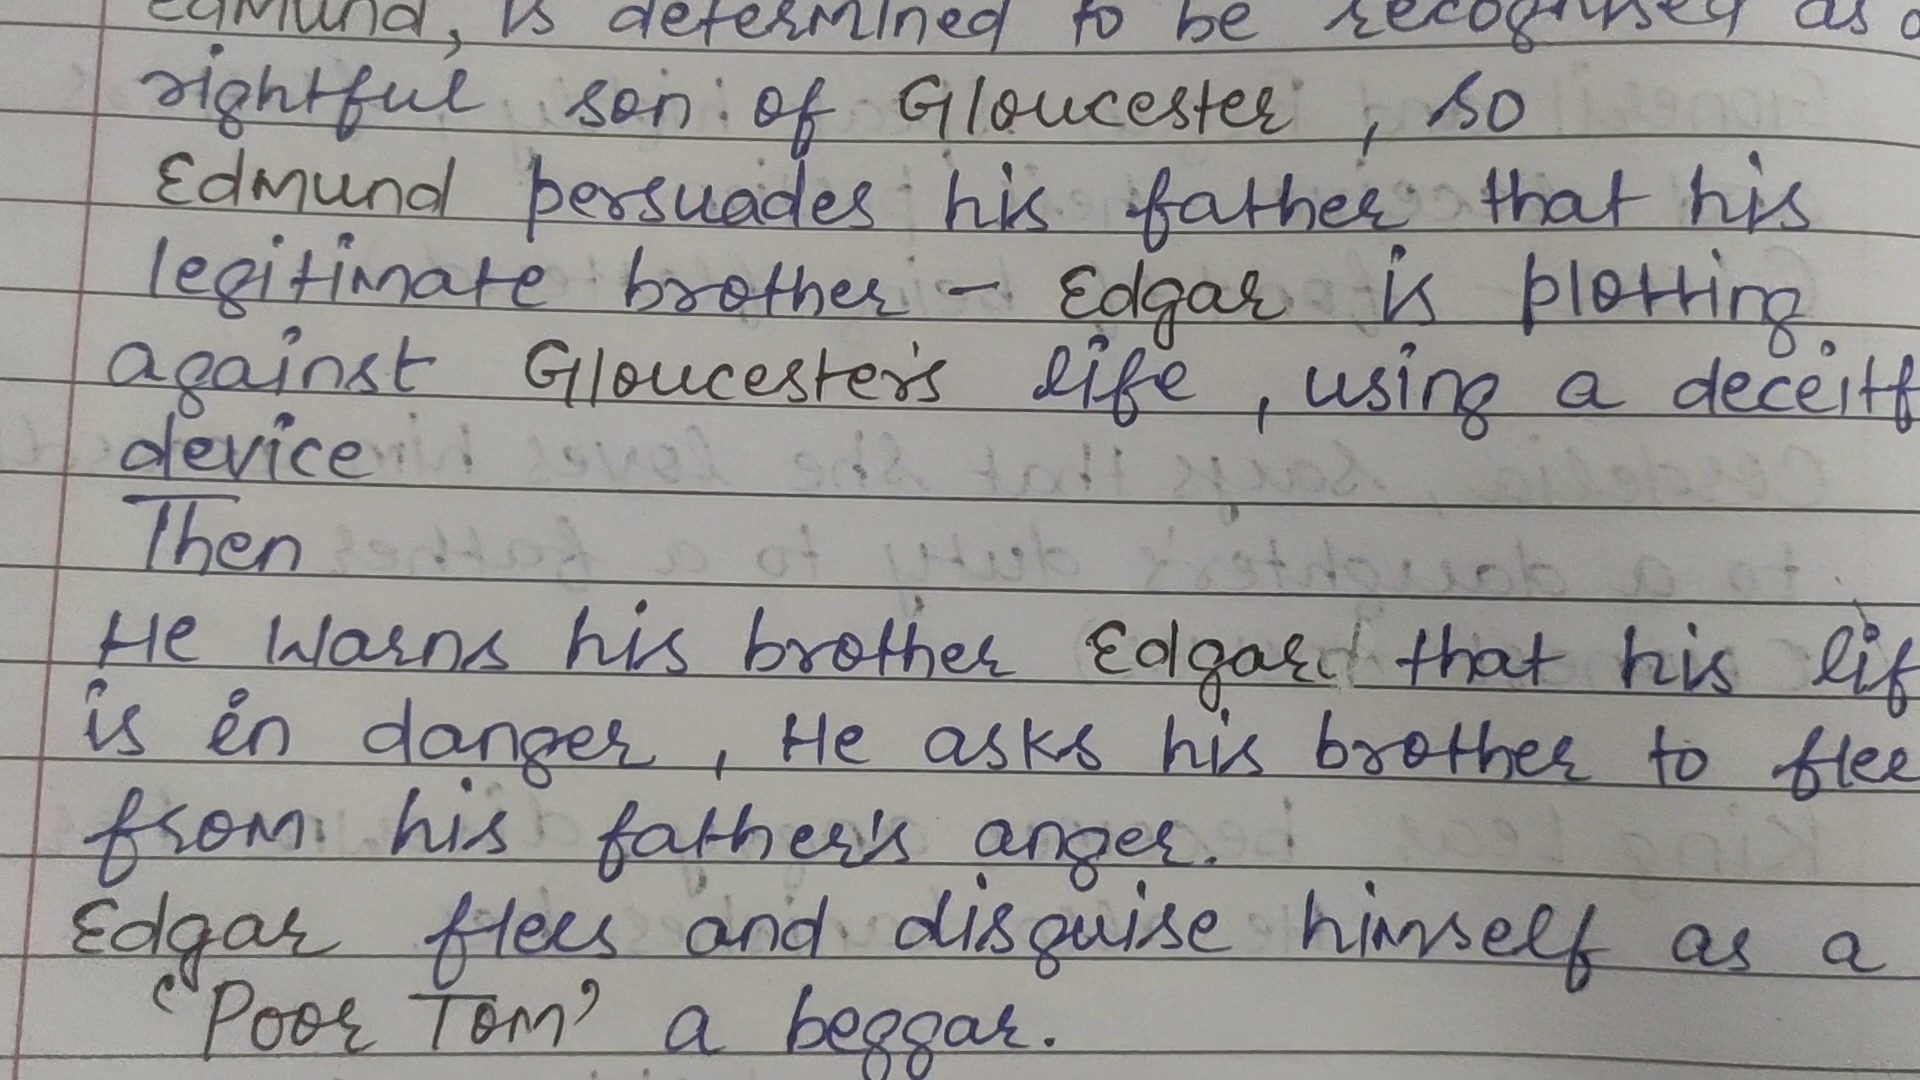 Edmund, is determined to be recognised as a
rightful son of Gloucester, so
Edmund persuades his father that his
legitimate brother - Edgar is plotting
against Gloucester's life, using a deceitf
device
Then
He warns his brother Edgar that his lif
is in danger, He asks his brother to flee
from his father's anger.
Edgar flees and disguise himself as a
'Poor Tom' a beggar.